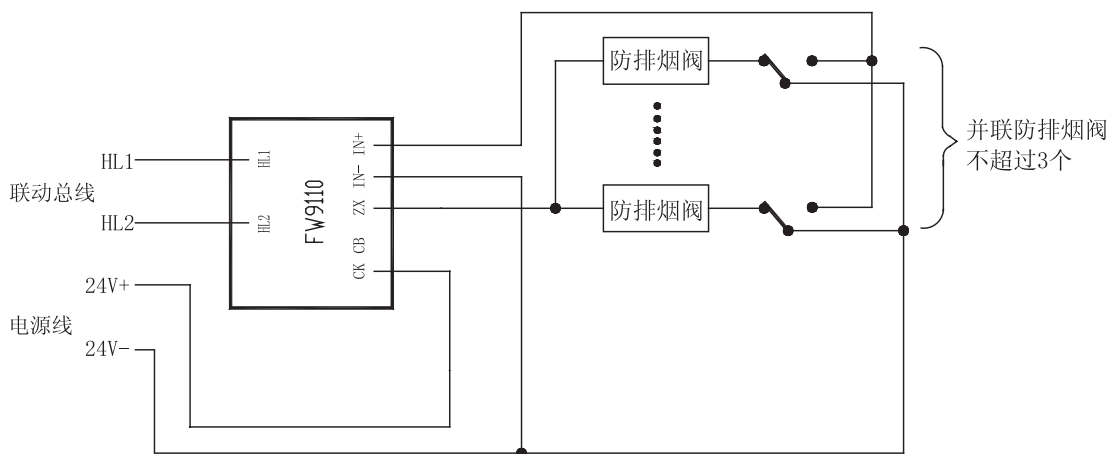 防排烟阀
并联防排烟阀
不超过3个
HL1
联动总线
HL2
24V+
电源线
24V-
HL1
HL2
FW9110
IN+
IN-
ZX
CB
CK
防排烟阀